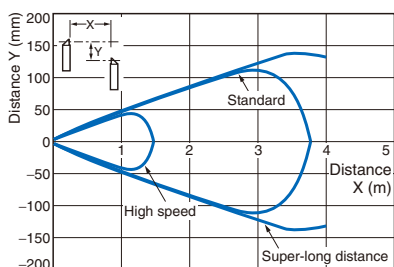 Distance Y (mm)
200
150
100
50
0
−50
−100
−150
−200
X
Y
Standard
1
2
3
4
5
Distance
X (m)
High speed
Super-long distance